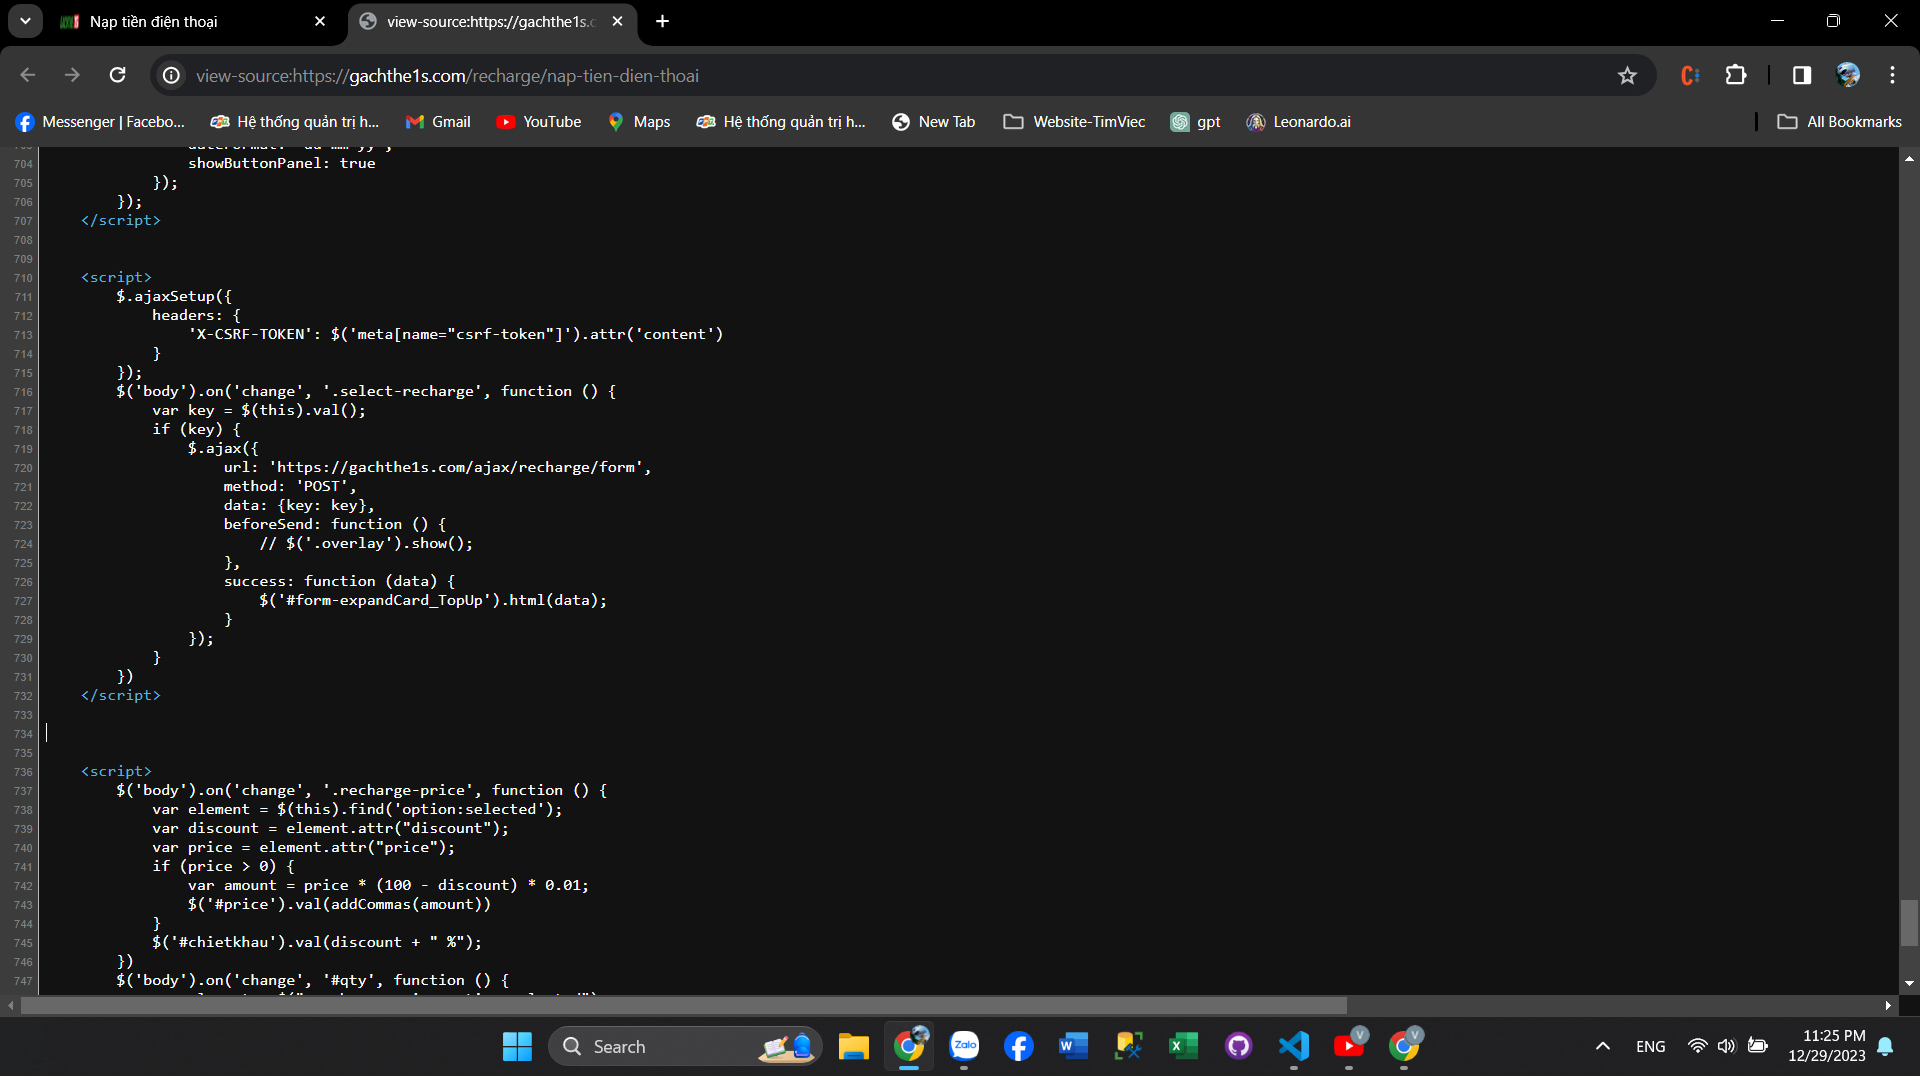 Nạp tiền điện thoại
view-source:https://gachthe1s.c
view-source:https://gachthe1s.com/recharge/nap-tien-dien-thoai
Messenger | Facebo...
Hệ thống quản trị h...
Gmail
YouTube
Maps
Hệ thống quản trị h...
New Tab
Website-TimViec
gpt
Leonardo.ai
All Bookmarks
704 showButtonPanel: true
705 });
706 });
707 </script>
708
709
710 <script>
711 $.ajaxSetup({
712 headers: {
713 'X-CSRF-TOKEN': $('meta[name="csrf-token"]').attr('content')
714 }
715 });
716 $('body').on('change', '.select-recharge', function () {
717 var key = $(this).val();
718 if (key) {
719 $.ajax({
720 url: 'https://gachthe1s.com/ajax/recharge/form',
721 method: 'POST',
722 data: {key: key},
723 beforeSend: function () {
724 // $('.overlay').show();
725 },
726 success: function (data) {
727 $('#form-expandCard_TopUp').html(data);
728 }
729 });
730 }
731 })
732 </script>
733
734
735
736 <script>
737 $('body').on('change', '.recharge-price', function () {
738 var element = $(this).find('option:selected');
739 var discount = element.attr("discount");
740 var price = element.attr("price");
741 if (price > 0) {
742 var amount = price * (100 - discount) * 0.01;
743 $('#price').val(addCommas(amount))
744 }
745 $('#chietkhau').val(discount + " %");
746 })
747 $('body').on('change', '#qty', function () {
Search
Zalo
ENG
11:25 PM
12/29/2023